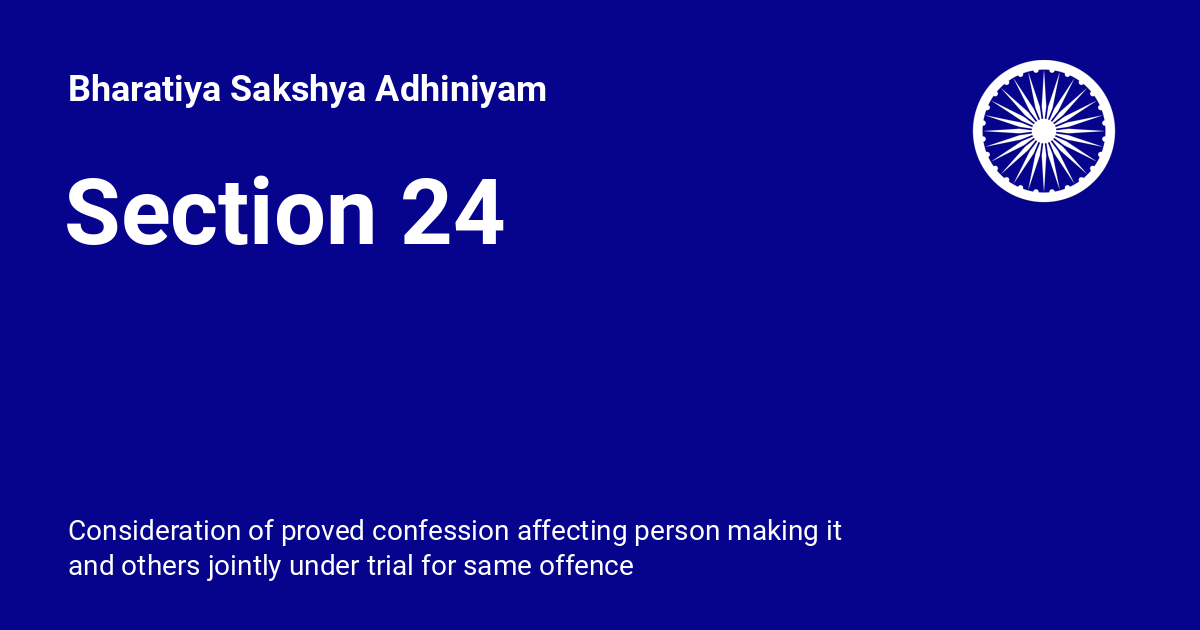 Bharatiya Sakshya Adhiniyam
Section 24
Consideration of proved confession affecting person making it
and others jointly under trial for same offence